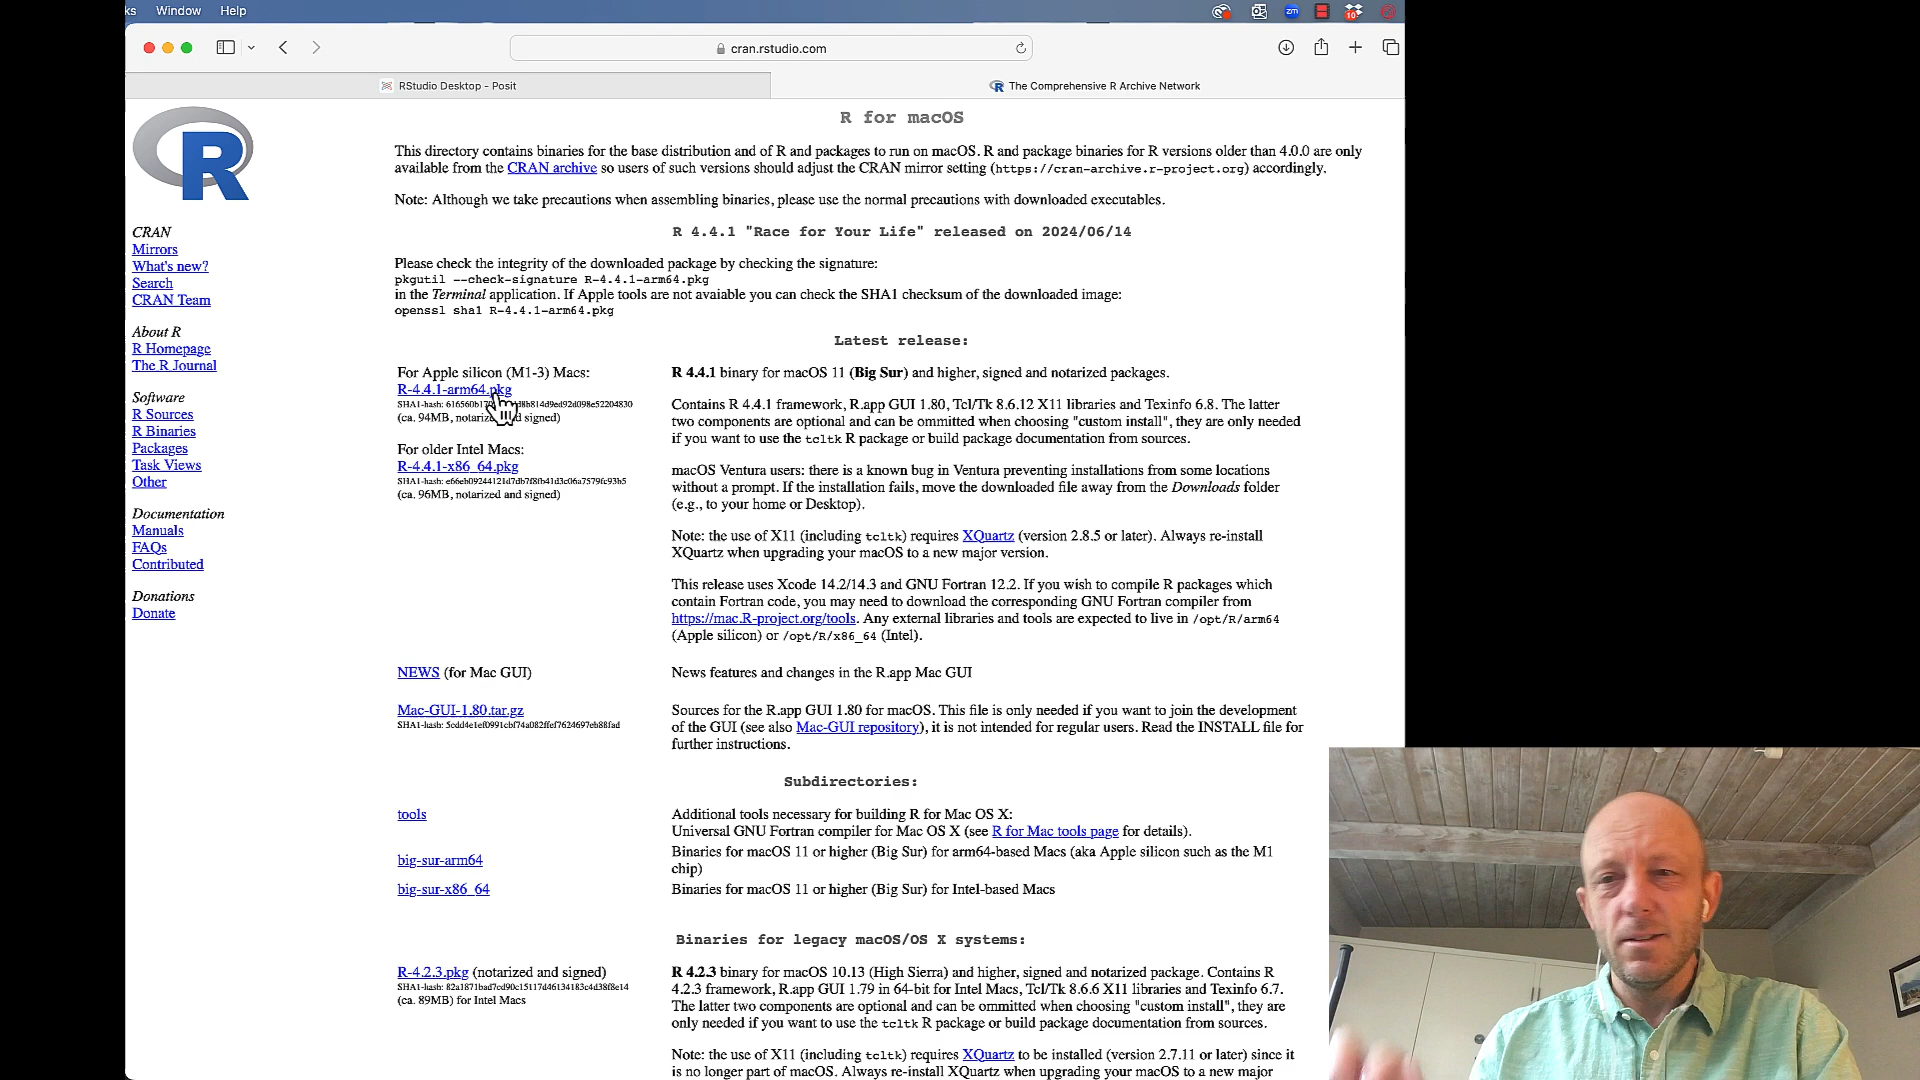 ks Window Help
zm 10
cran.rstudio.com
RStudio Desktop - Posit
The Comprehensive R Archive Network
R
CRAN
Mirrors
What's new?
Search
CRAN Team
About R
R Homepage
The R Journal
Software
R Sources
R Binaries
Packages
Task Views
Other
Documentation
Manuals
FAQs
Contributed
Donations
Donate
R for macOS
This directory contains binaries for the base distribution and of R and packages to run on macOS. R and package binaries for R versions older than 4.0.0 are only
available from the CRAN archive so users of such versions should adjust the CRAN mirror setting (https://cran-archive.r-project.org) accordingly.
Note: Although we take precautions when assembling binaries, please use the normal precautions with downloaded executables.
R 4.4.1 "Race for Your Life" released on 2024/06/14
Please check the integrity of the downloaded package by checking the signature:
pkgutil --check-signature R-4.4.1-arm64.pkg
in the Terminal application. If Apple tools are not avaiable you can check the SHA1 checksum of the downloaded image:
openssl sha1 R-4.4.1-arm64.pkg
Latest release:
For Apple silicon (M1-3) Macs:
R-4.4.1-arm64.pkg
SHA1-hash:
(ca. 94MB, notarized and signed)
For older Intel Macs:
R-4.4.1-x86_64.pkg
SHA1-hash:
(ca. 96MB, notarized and signed)
R 4.4.1 binary for macOS 11 (Big Sur) and higher, signed and notarized packages.
Contains R 4.4.1 framework, R.app GUI 1.80, Tcl/Tk 8.6.12 X11 libraries and Texinfo 6.8. The latter
two components are optional and can be ommitted when choosing "custom install", they are only needed
if you want to use the tcltk R package or build package documentation from sources.
macOS Ventura users: there is a known bug in Ventura preventing installations from some locations
without a prompt. If the installation fails, move the downloaded file away from the Downloads folder
(e.g., to your home or Desktop).
Note: the use of X11 (including tcltk) requires XQuartz (version 2.8.5 or later). Always re-install
XQuartz when upgrading your macOS to a new major version.
This release uses Xcode 14.2/14.3 and GNU Fortran 12.2. If you wish to compile R packages which
contain Fortran code, you may need to download the corresponding GNU Fortran compiler from
https://mac.R-project.org/tools. Any external libraries and tools are expected to live in /opt/R/arm64
(Apple silicon) or /opt/R/x86_64 (Intel).
NEWS (for Mac GUI)
News features and changes in the R.app Mac GUI
Mac-GUI-1.80.tar.gz
SHA1-hash:
Sources for the R.app GUI 1.80 for macOS. This file is only needed if you want to join the development
of the GUI (see also Mac-GUI repository), it is not intended for regular users. Read the INSTALL file for
further instructions.
Subdirectories:
tools
Additional tools necessary for building R for Mac OS X:
Universal GNU Fortran compiler for Mac OS X (see R for Mac tools page for details).
big-sur-arm64
Binaries for macOS 11 or higher (Big Sur) for arm64-based Macs (aka Apple silicon such as the M1
chip)
big-sur-x86_64
Binaries for macOS 11 or higher (Big Sur) for Intel-based Macs
Binaries for legacy macOS/OS X systems:
R-4.2.3.pkg (notarized and signed)
SHA1-hash:
(ca. 89MB) for Intel Macs
R 4.2.3 binary for macOS 10.13 (High Sierra) and higher, signed and notarized package. Contains R
4.2.3 framework, R.app GUI 1.79 in 64-bit for Intel Macs, Tcl/Tk 8.6.6 X11 libraries and Texinfo 6.7.
The latter two components are optional and can be ommitted when choosing "custom install", they are
only needed if you want to use the tcltk R package or build package documentation from sources.
Note: the use of X11 (including tcltk) requires XQuartz to be installed (version 2.7.11 or later) since it
is no longer part of macOS. Always re-install XQuartz when upgrading your macOS to a new major